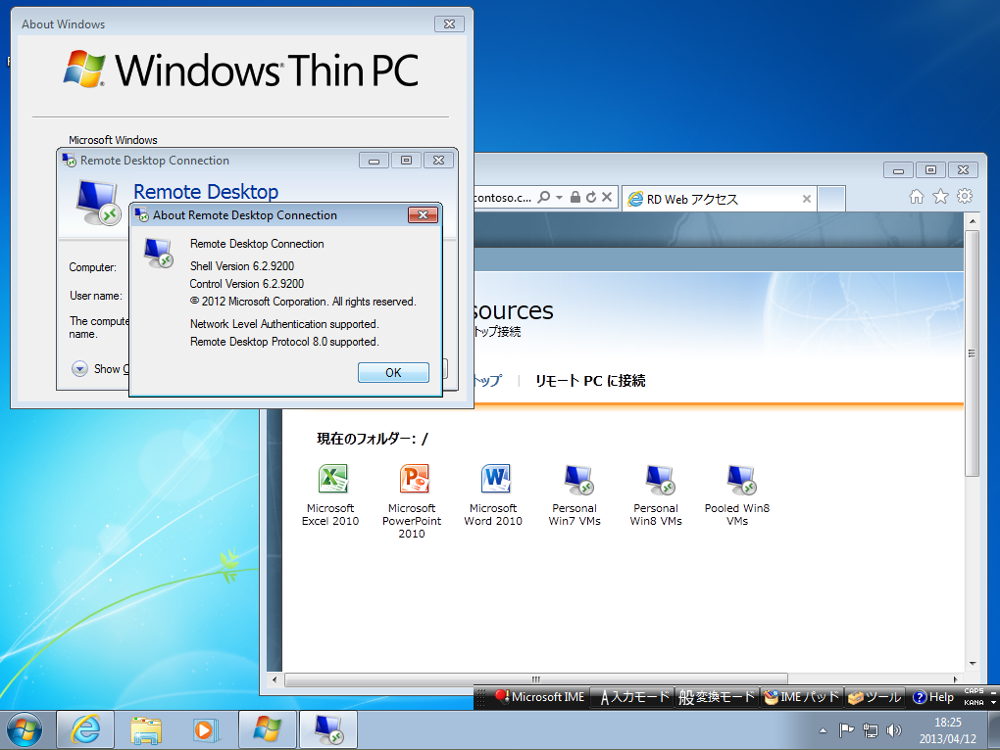 About Windows
Windows Thin PC
Microsoft Windows
Remote Desktop Connection
Remote Desktop
About Remote Desktop Connection
Remote Desktop Connection
Shell Version 6.2.9200
Control Version 6.2.9200
© 2012 Microsoft Corporation. All rights reserved.
Network Level Authentication supported.
Remote Desktop Protocol 8.0 supported.
OK
Computer:
User name:
The compute
name.
Show
contoso.c...
RD Web アクセス
sources
トップ接続
トップ
リモート PC に接続
現在のフォルダー: /
Microsoft
Excel 2010
Microsoft
PowerPoint
2010
Microsoft
Word 2010
Personal
Win7 VMs
Personal
Win8 VMs
Pooled Win8
VMs
Microsoft IME
A入力モード
般変換モード
IME パッド
ツール
Help
CAPS
KANA
18:25
2013/04/12